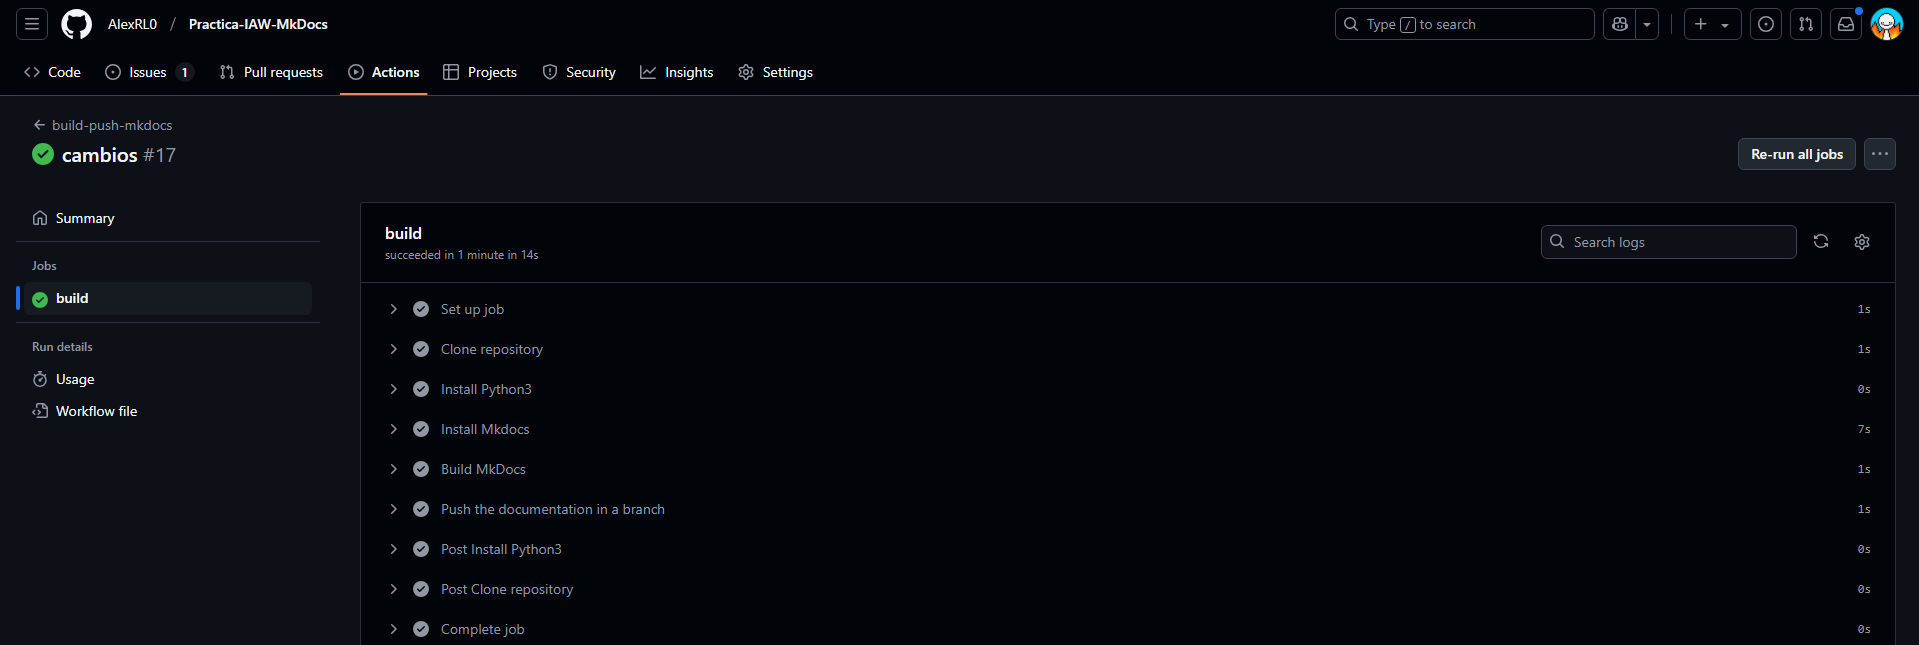 AlexRL0 / Practica-IAW-MkDocs
Type / to search
Code Issues 1 Pull requests Actions Projects Security Insights Settings
build-push-mkdocs
cambios #17
Re-run all jobs
Summary
Jobs
build
Run details
Usage
Workflow file
build
succeeded in 1 minute in 14s
Search logs
Set up job 1s
Clone repository 1s
Install Python3 0s
Install Mkdocs 7s
Build MkDocs 1s
Push the documentation in a branch 1s
Post Install Python3 0s
Post Clone repository 0s
Complete job 0s